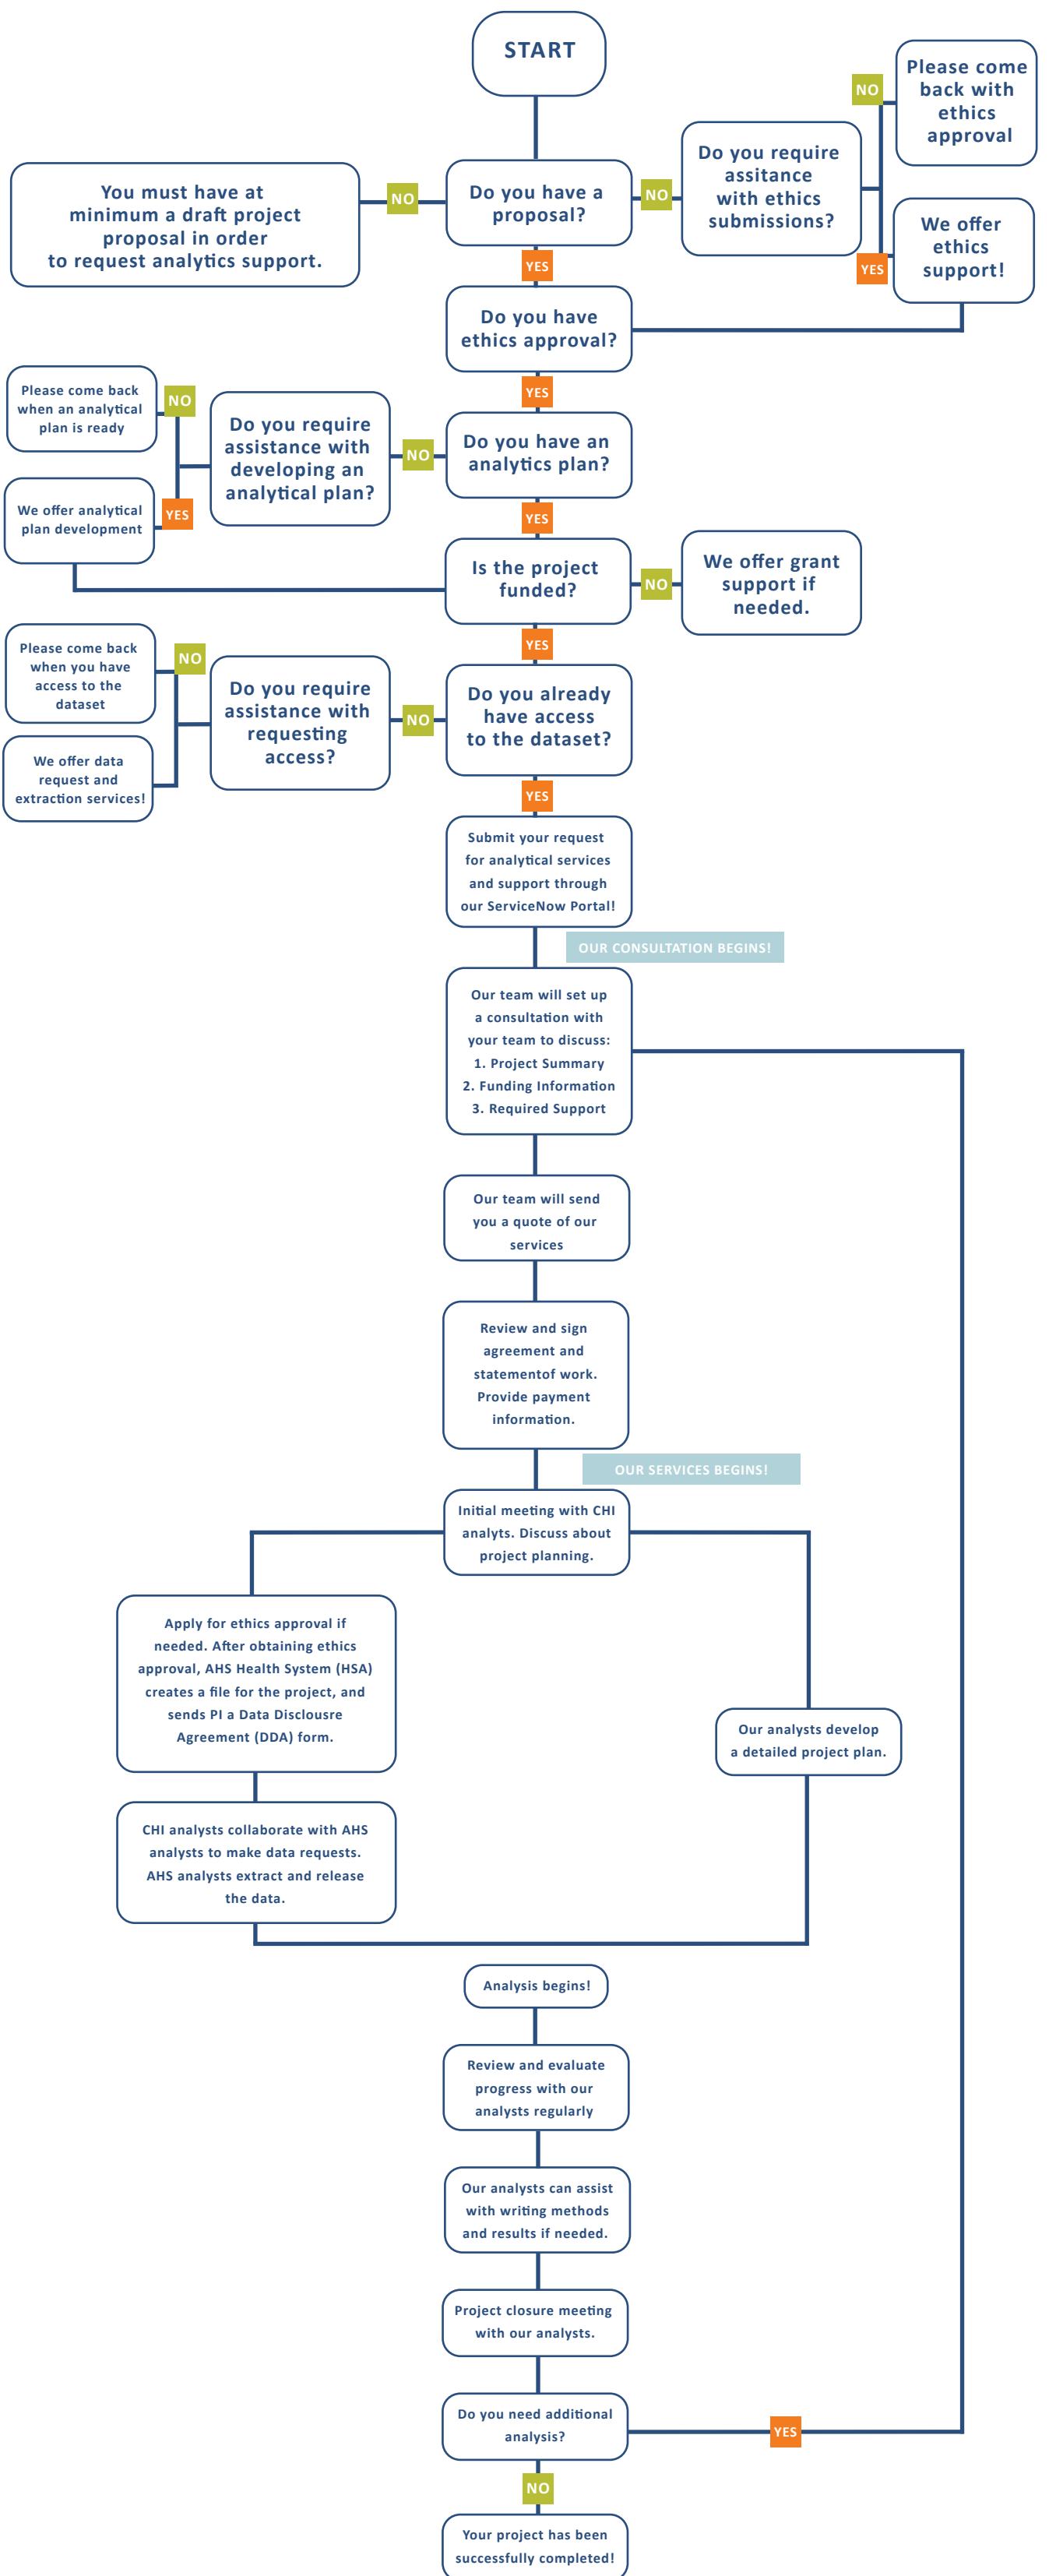 START
Please come
back with
ethics
approval
NO
Do you require
assitance
with ethics
submissions?
You must have at
minimum a draft project
proposal in order
to request analytics support.
NO
Do you have a
proposal?
NO
We offer
ethics
support!
YES
YES
Do you have
ethics approval?
YES
Please come back
when an analytical
plan is ready
NO
Do you require
assistance with
developing an
analytical plan?
NO
Do you have an
analytics plan?
We offer analytical
plan development
YES
YES
Is the project
funded?
NO
We offer grant
support if
needed.
YES
Please come back
when you have
access to the
dataset
NO
Do you require
assistance with
requesting
access?
NO
Do you already
have access
to the dataset?
We offer data
request and
extraction services!
YES
Submit your request
for analytical services
and support through
our ServiceNow Portal!
OUR CONSULTATION BEGINS!
Our team will set up
a consultation with
your team to discuss:
1. Project Summary
2. Funding Information
3. Required Support
Our team will send
you a quote of our
services
Review and sign
agreement and
statementof work.
Provide payment
information.
OUR SERVICES BEGINS!
Initial meeting with CHI
analyts. Discuss about
project planning.
Apply for ethics approval if
needed. After obtaining ethics
approval, AHS Health System (HSA)
creates a file for the project, and
sends PI a Data Disclousre
Agreement (DDA) form.
Our analysts develop
a detailed project plan.
CHI analysts collaborate with AHS
analysts to make data requests.
AHS analysts extract and release
the data.
Analysis begins!
Review and evaluate
progress with our
analysts regularly
Our analysts can assist
with writing methods
and results if needed.
Project closure meeting
with our analysts.
Do you need additional
analysis?
YES
NO
Your project has been
successfully completed!